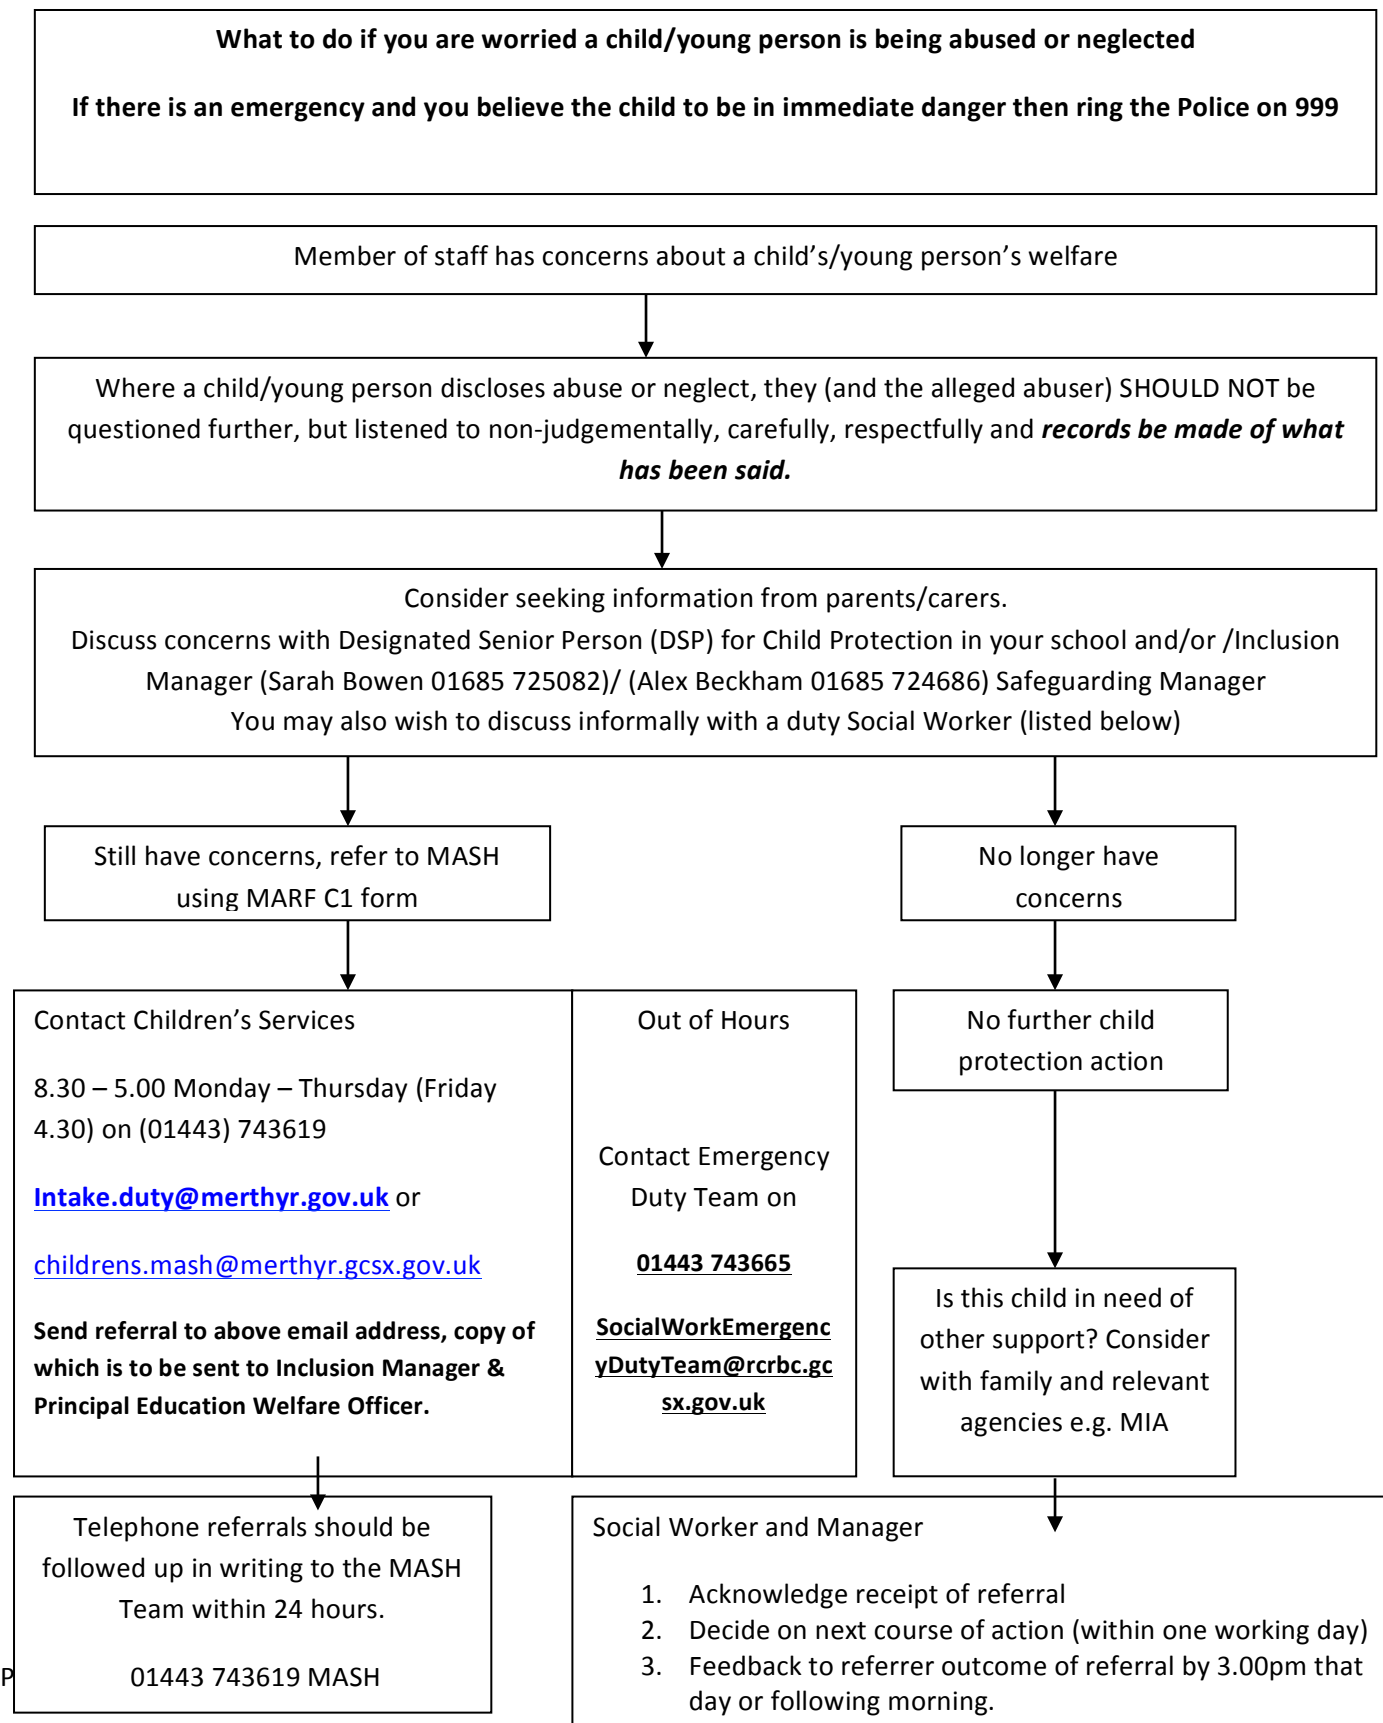 What to do if you are worried a child/young person is being abused or neglected
If there is an emergency and you believe the child to be in immediate danger then ring the Police on 999
Member of staff has concerns about a child’s/young person’s welfare
Where a child/young person discloses abuse or neglect, they (and the alleged abuser) SHOULD NOT be
questioned further, but listened to non-judgementally, carefully, respectfully and records be made of what
has been said.
Consider seeking information from parents/carers.
Discuss concerns with Designated Senior Person (DSP) for Child Protection in your school and/or /Inclusion
Manager (Sarah Bowen 01685 725082)/ (Alex Beckham 01685 724686) Safeguarding Manager
You may also wish to discuss informally with a duty Social Worker (listed below)
Still have concerns, refer to MASH
using MARF C1 form
No longer have
concerns
Contact Children’s Services
8.30 – 5.00 Monday – Thursday (Friday
4.30) on (01443) 743619
Intake.duty@merthyr.gov.uk or
childrens.mash@merthyr.gcsx.gov.uk
Send referral to above email address, copy of
which is to be sent to Inclusion Manager &
Principal Education Welfare Officer.
Out of Hours
Contact Emergency
Duty Team on
01443 743665
SocialWorkEmergenc
yDutyTeam@rcrbc.gc
sx.gov.uk
No further child
protection action
Is this child in need of
other support? Consider
with family and relevant
agencies e.g. MIA
Telephone referrals should be
followed up in writing to the MASH
Team within 24 hours.
01443 743619 MASH
P
Social Worker and Manager
1. Acknowledge receipt of referral
2. Decide on next course of action (within one working day)
3. Feedback to referrer outcome of referral by 3.00pm that
day or following morning.